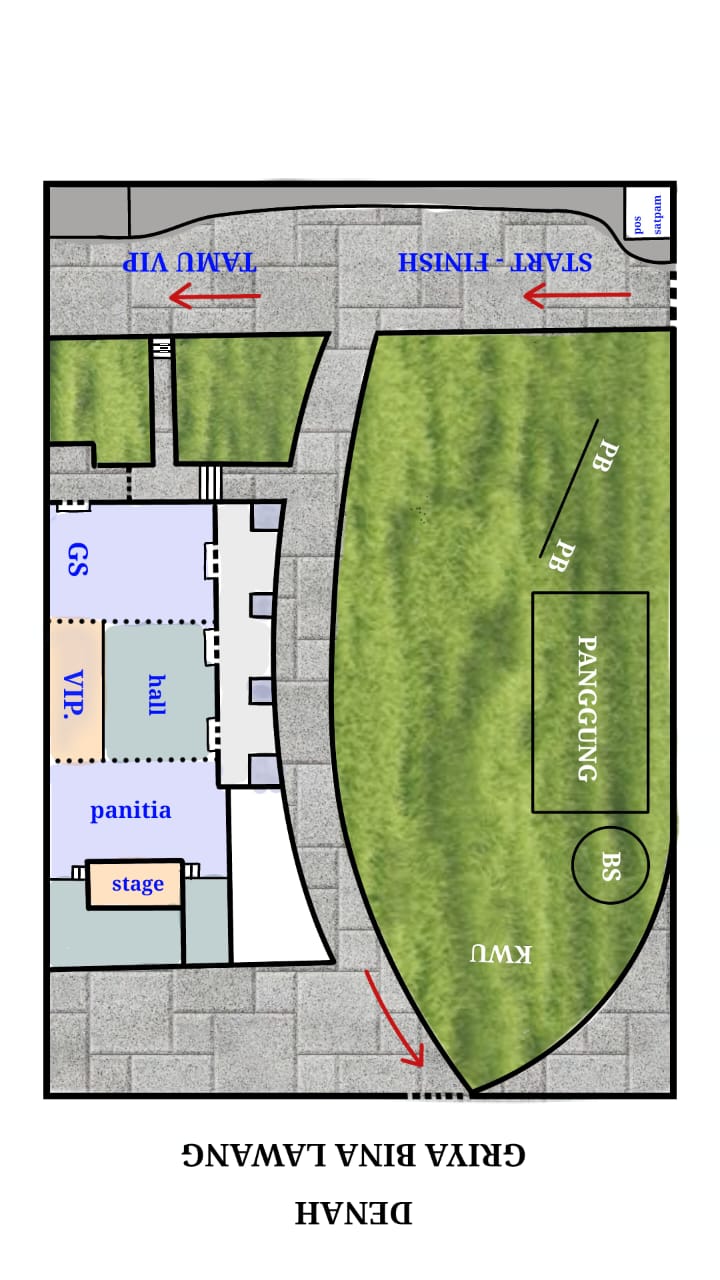 DENAH
GRIYA BINA LAWANG
KWU
BS
stage
panitia
PANGGUNG
hall
VIP.
GS
PB
PB
START - FINISH
TAMU VIP
pos
satpam